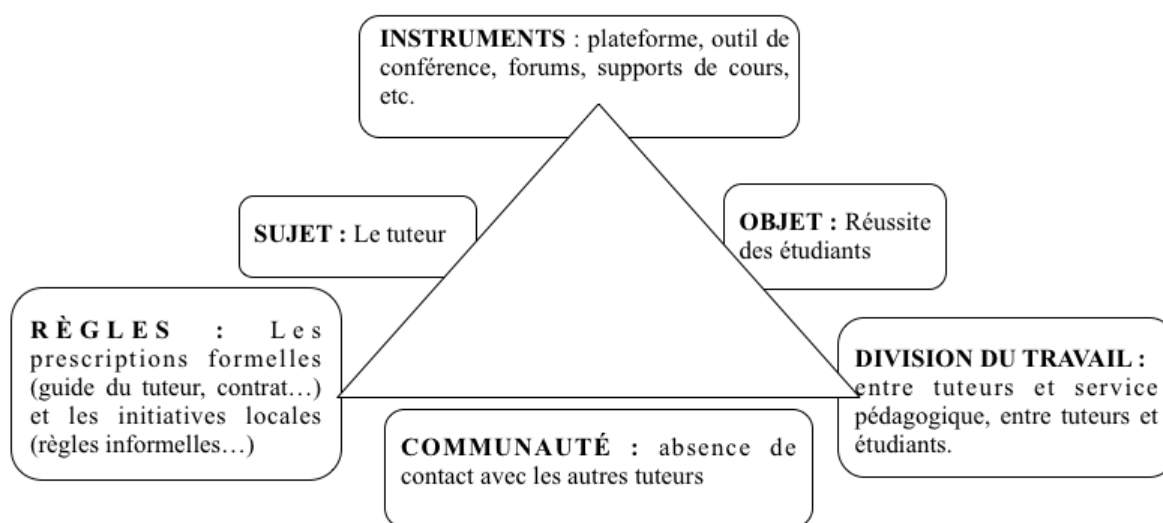 INSTRUMENTS : plateforme, outil de
conférence, forums, supports de cours,
etc.
SUJET : Le tuteur
OBJET : Réussite
des étudiants
RÈGLES : Les
prescriptions formelles
(guide du tuteur, contrat…)
et les initiatives locales
(règles informelles…)
DIVISION DU TRAVAIL :
entre tuteurs et service
pédagogique, entre tuteurs et
étudiants.
COMMUNAUTÉ : absence de
contact avec les autres tuteurs